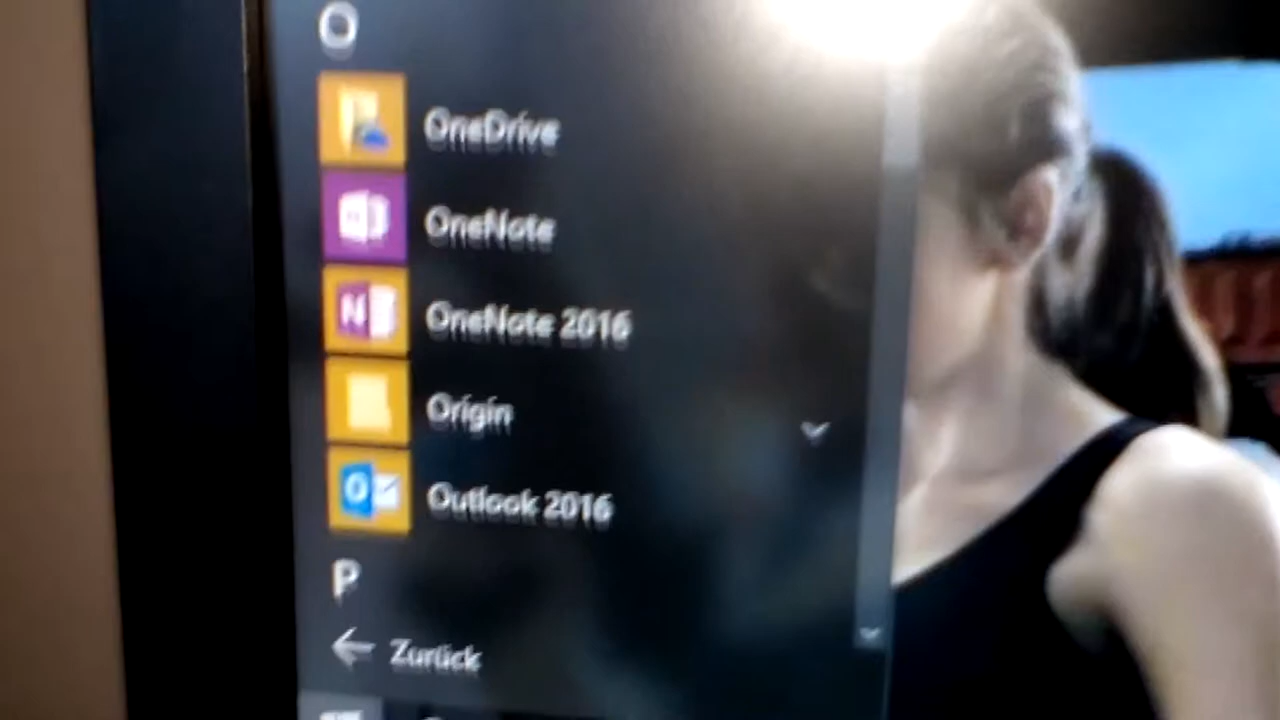 O
OneDrive
OneNote
N
OneNote 2016
Origin
O
Outlook 2016
P
Zurück